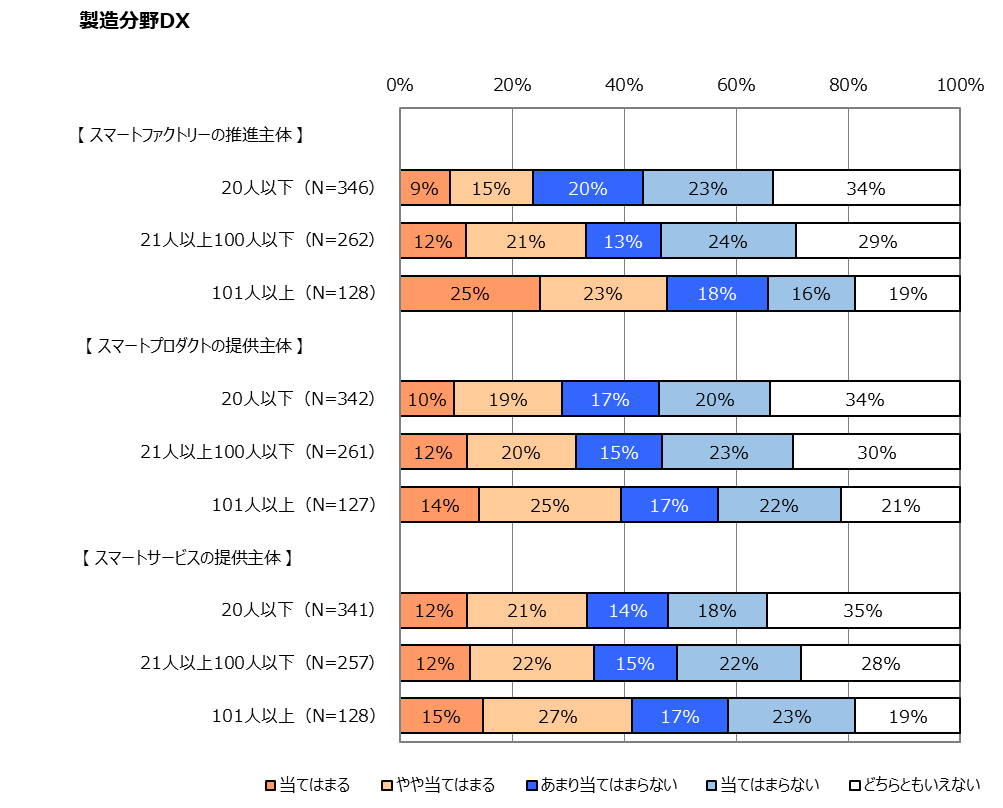 製造分野DX
0% 20% 40% 60% 80% 100%
【 スマートファクトリーの推進主体 】
20人以下（N=346） 9% 15% 20% 23% 34%
21人以上100人以下（N=262） 12% 21% 13% 24% 29%
101人以上（N=128） 25% 23% 18% 16% 19%
【 スマートプロダクトの提供主体 】
20人以下（N=342） 10% 19% 17% 20% 34%
21人以上100人以下（N=261） 12% 20% 15% 23% 30%
101人以上（N=127） 14% 25% 17% 22% 21%
【 スマートサービスの提供主体 】
20人以下（N=341） 12% 21% 14% 18% 35%
21人以上100人以下（N=257） 12% 22% 15% 22% 28%
101人以上（N=128） 15% 27% 17% 23% 19%
当てはまる やや当てはまる あまり当てはまらない 当てはまらない どちらともいえない